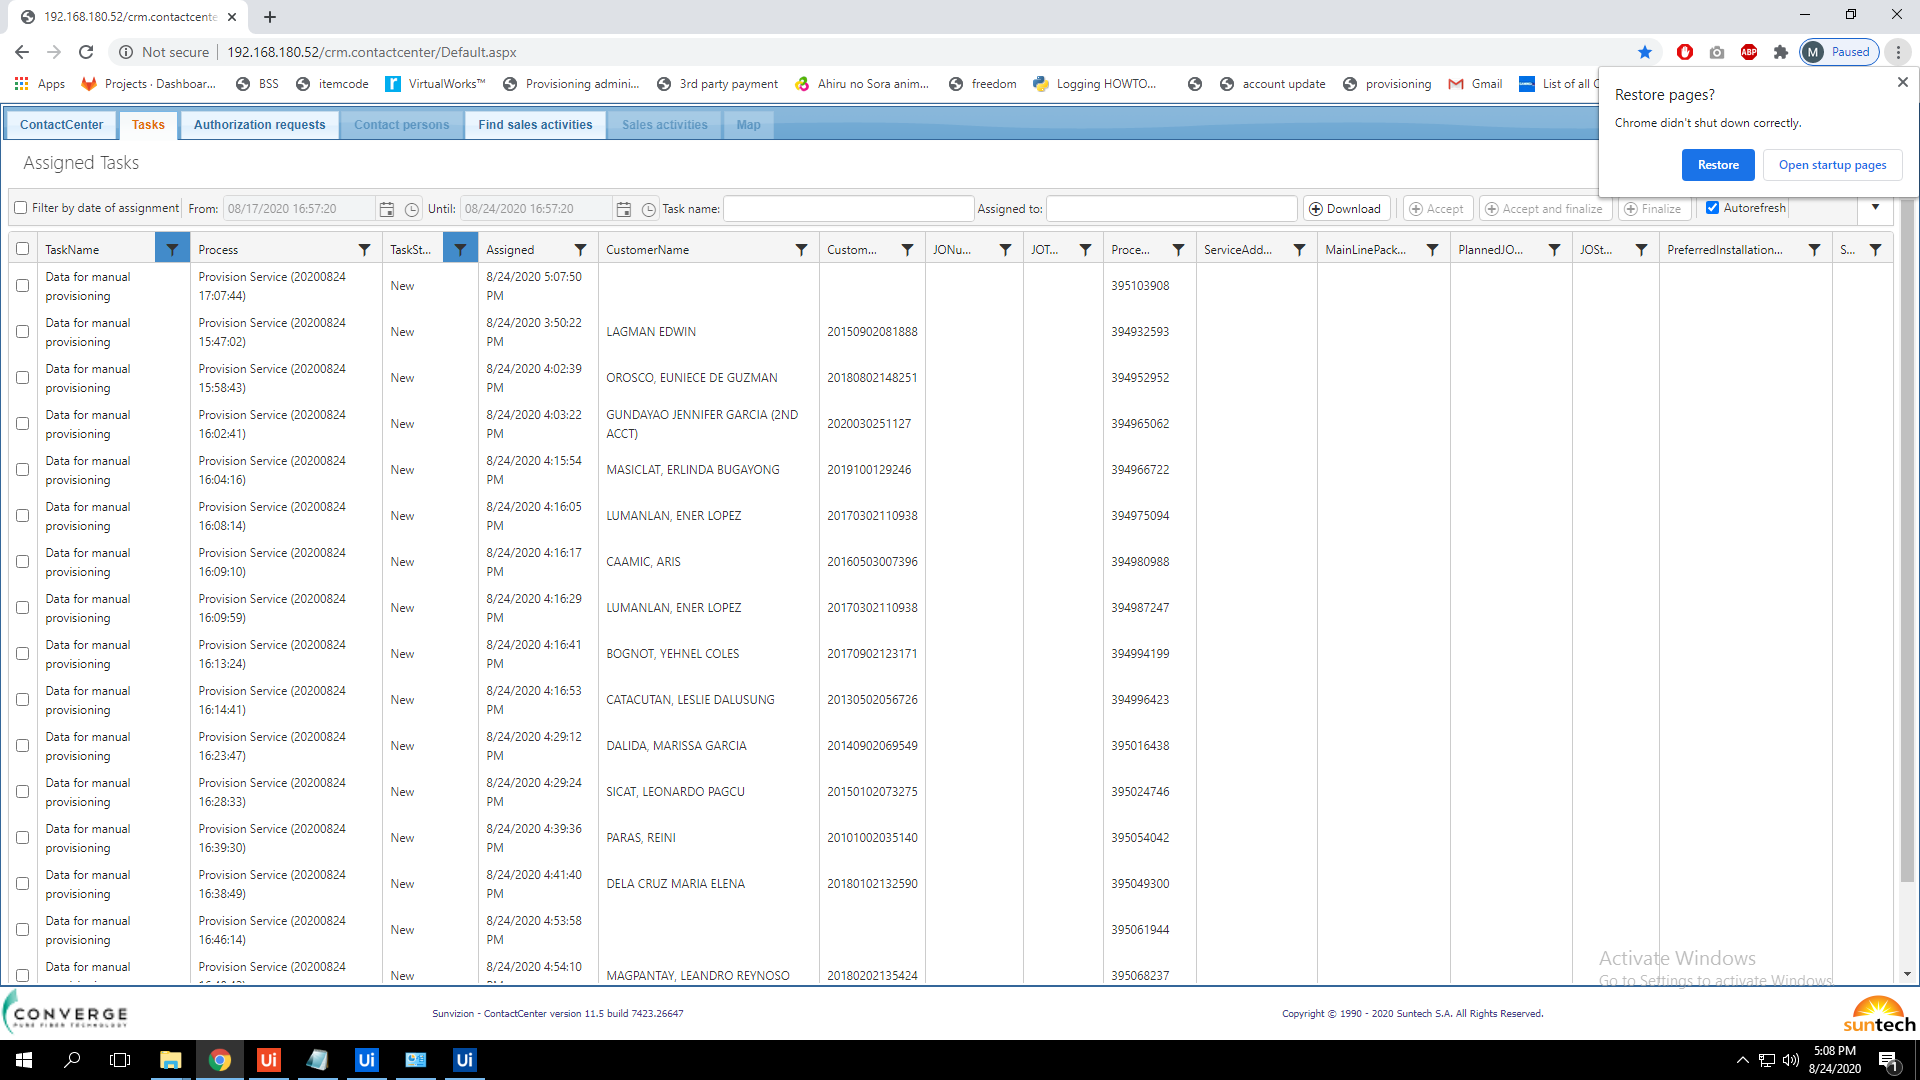 192.168.180.52/crm.contactcente
Not secure 192.168.180.52/crm.contactcenter/Default.aspx
ABP
M Paused
Apps Projects · Dashboar... BSS itemcode VirtualWorks™ Provisioning admini... 3rd party payment Ahiru no Sora anim... freedom Logging HOWTO... account update provisioning Gmail List of all C
Restore pages?
Chrome didn't shut down correctly.
Restore Open startup pages
ContactCenter Tasks Authorization requests Contact persons Find sales activities Sales activities Map
Assigned Tasks
Filter by date of assignment From: 08/17/2020 16:57:20 Until: 08/24/2020 16:57:20 Task name: Assigned to: Download Accept Accept and finalize Finalize Autorefresh
TaskName Process TaskSt... Assigned CustomerName Custom... JONu... JOT... Proce... ServiceAdd... MainLinePack... PlannedJO... JOSt... PreferredInstallation... S...
Data for manual provisioning Provision Service (20200824 17:07:44) New 8/24/2020 5:07:50 PM 395103908
Data for manual provisioning Provision Service (20200824 15:47:02) New 8/24/2020 3:50:22 PM LAGMAN EDWIN 20150902081888 394932593
Data for manual provisioning Provision Service (20200824 15:58:43) New 8/24/2020 4:02:39 PM OROSCO, EUNIECE DE GUZMAN 20180802148251 394952952
Data for manual provisioning Provision Service (20200824 16:02:41) New 8/24/2020 4:03:22 PM GUNDAYAO JENNIFER GARCIA (2ND ACCT) 2020030251127 394965062
Data for manual provisioning Provision Service (20200824 16:04:16) New 8/24/2020 4:15:54 PM MASICLAT, ERLINDA BUGAYONG 2019100129246 394966722
Data for manual provisioning Provision Service (20200824 16:08:14) New 8/24/2020 4:16:05 PM LUMANLAN, ENER LOPEZ 20170302110938 394975094
Data for manual provisioning Provision Service (20200824 16:09:10) New 8/24/2020 4:16:17 PM CAAMIC, ARIS 20160503007396 394980988
Data for manual provisioning Provision Service (20200824 16:09:59) New 8/24/2020 4:16:29 PM LUMANLAN, ENER LOPEZ 20170302110938 394987247
Data for manual provisioning Provision Service (20200824 16:13:24) New 8/24/2020 4:16:41 PM BOGNOT, YEHNEL COLES 20170902123171 394994199
Data for manual provisioning Provision Service (20200824 16:14:41) New 8/24/2020 4:16:53 PM CATACUTAN, LESLIE DALUSUNG 20130502056726 394996423
Data for manual provisioning Provision Service (20200824 16:23:47) New 8/24/2020 4:29:12 PM DALIDA, MARISSA GARCIA 20140902069549 395016438
Data for manual provisioning Provision Service (20200824 16:28:33) New 8/24/2020 4:29:24 PM SICAT, LEONARDO PAGCU 20150102073275 395024746
Data for manual provisioning Provision Service (20200824 16:39:30) New 8/24/2020 4:39:36 PM PARAS, REINI 20101002035140 395054042
Data for manual provisioning Provision Service (20200824 16:38:49) New 8/24/2020 4:41:40 PM DELA CRUZ MARIA ELENA 20180102132590 395049300
Data for manual provisioning Provision Service (20200824 16:46:14) New 8/24/2020 4:53:58 PM 395061944
Data for manual Provision Service (20200824 New 8/24/2020 4:54:10 MAGPANTAY, LEANDRO REYNOSO 20180202135424 395068237
Activate Windows
Go to Settings to activate Windows.
CONVERGE
PURE FIBER TECHNOLOGY
Sunvizion - ContactCenter version 11.5 build 7423.26647
Copyright © 1990 - 2020 Suntech S.A. All Rights Reserved.
suntech
Ui Ui Ui
5:08 PM
8/24/2020
1